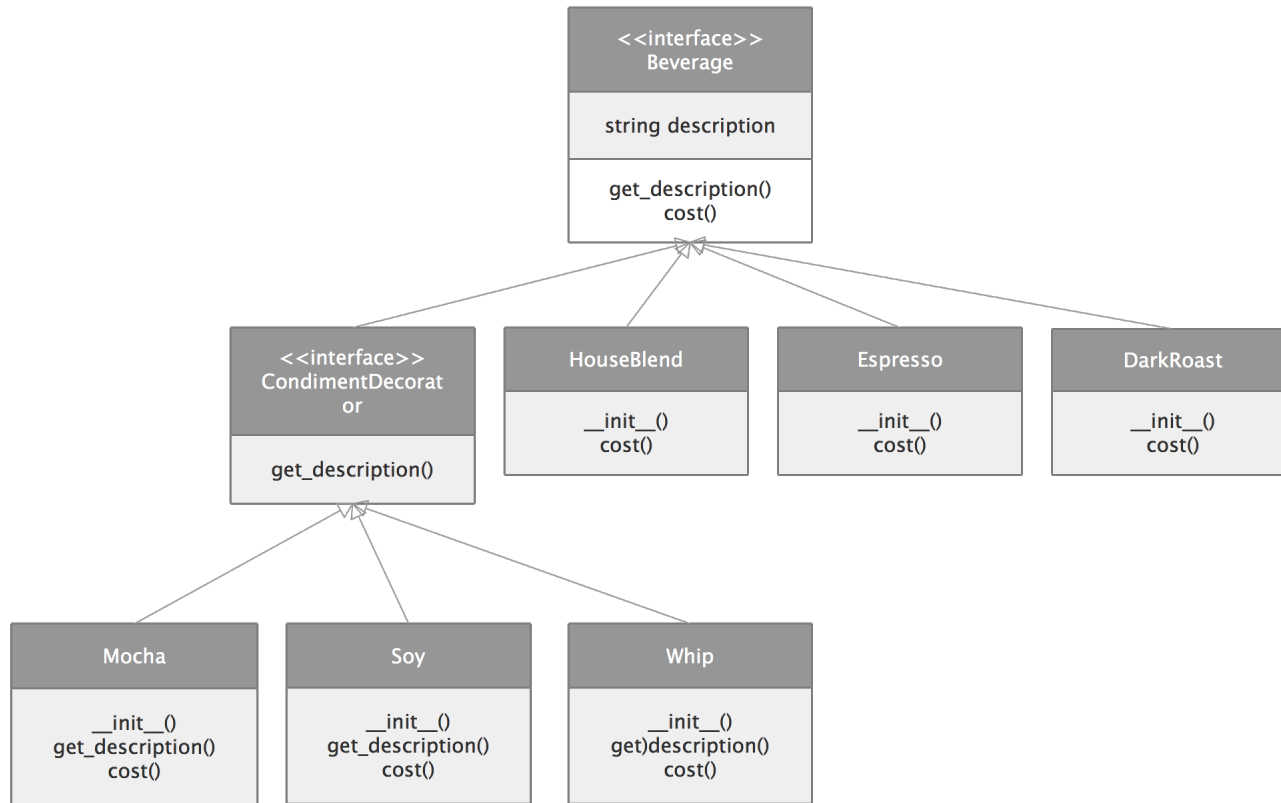 <<interface>>
Beverage
string description
get_description()
cost()
<<interface>>
CondimentDecorat
or
get_description()
HouseBlend
__init__()
cost()
Espresso
__init__()
cost()
DarkRoast
__init__()
cost()
Mocha
__init__()
get_description()
cost()
Soy
__init__()
get_description()
cost()
Whip
__init__()
get)description()
cost()